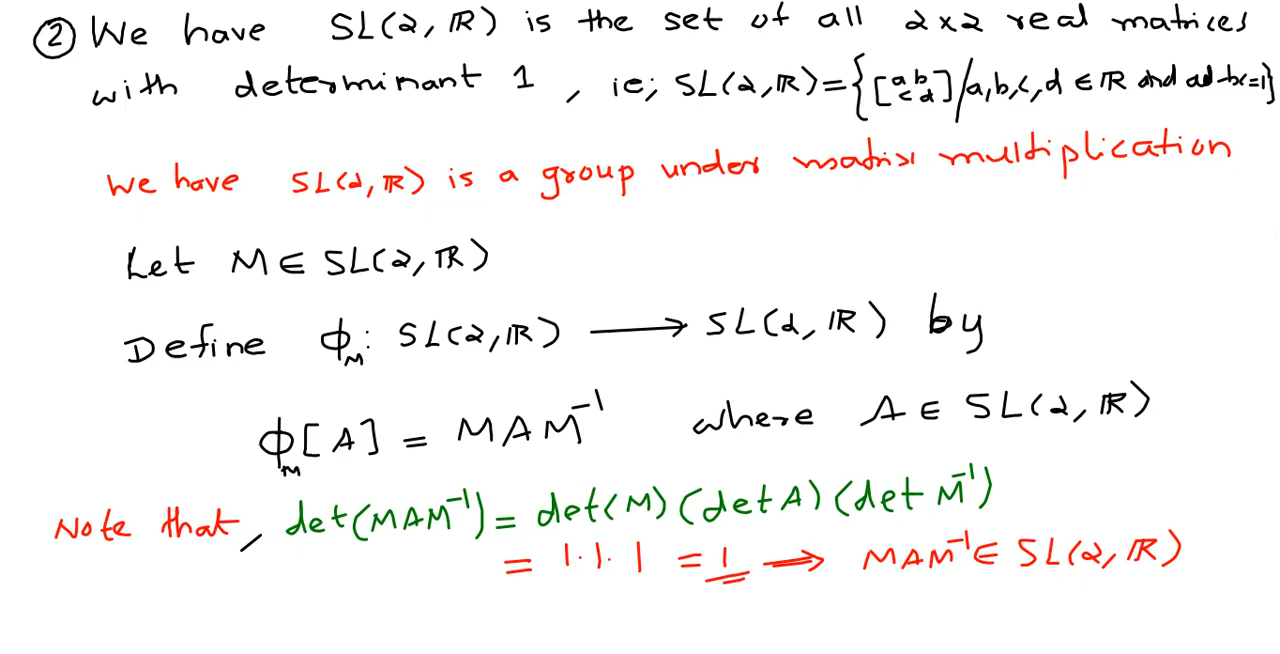 ② We have SL(2, ℝ) is the set of all 2x2 real matrices
with determinant 1 , ie; SL(2, ℝ) = {[a b c d] / a, b, c, d ∈ ℝ and ad-bc=1}
We have SL(2, ℝ) is a group under matrix multiplication
Let M ∈ SL(2, ℝ)
Define ϕ_M : SL(2, ℝ) ⟶ SL(2, ℝ) by
ϕ_M [A] = MAM⁻¹ where A ∈ SL(2, ℝ)
Note that, det(MAM⁻¹) = det(M) (det A) (det M⁻¹)
= 1.1.1 = 1 ⟹ MAM⁻¹ ∈ SL(2, ℝ)